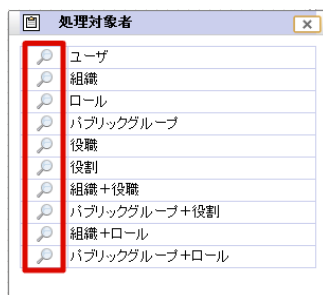 処理対象者
ユーザ
組織
ロール
パブリックグループ
役職
役割
組織＋役職
パブリックグループ＋役割
組織＋ロール
パブリックグループ＋ロール